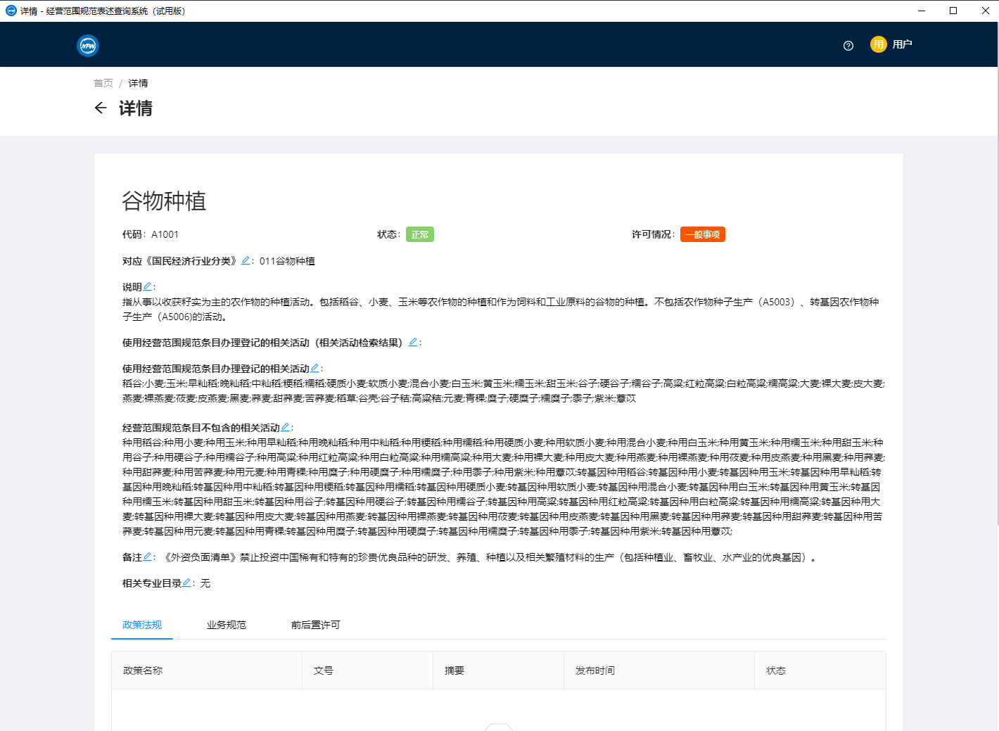 详情 - 经营范围规范表述查询系统（试用版）
用 用户
首页 / 详情
详情
谷物种植
代码：A1001 状态：正常 许可情况：一般事项
对应《国民经济行业分类》：011谷物种植
说明：
指从事以收获籽实为主的农作物的种植活动。包括稻谷、小麦、玉米等农作物的种植和作为饲料和工业原料的谷物的种植。不包括农作物种子生产（A5003）、转基因农作物种
子生产（A5006)的活动。
使用经营范围规范条目办理登记的相关活动（相关活动检索结果）：
使用经营范围规范条目办理登记的相关活动：
稻谷;小麦;玉米;早籼稻;晚籼稻;中籼稻;粳稻;糯稻;硬质小麦;软质小麦;混合小麦;白玉米;黄玉米;糯玉米;甜玉米;谷子;硬谷子;糯谷子;高粱;红粒高粱;白粒高粱;糯高粱;大麦;裸大麦;皮大麦;
燕麦;裸燕麦;莜麦;皮燕麦;黑麦;荞麦;甜荞麦;苦荞麦;稻草;谷壳;谷子秸;高粱秸;元麦;青稞;糜子;硬糜子;糯糜子;黍子;紫米;薏苡
经营范围规范条目不包含的相关活动：
种用稻谷;种用小麦;种用玉米;种用早籼稻;种用晚籼稻;种用中籼稻;种用粳稻;种用糯稻;种用硬质小麦;种用软质小麦;种用混合小麦;种用白玉米;种用黄玉米;种用糯玉米;种用甜玉米;种
用谷子;种用硬谷子;种用糯谷子;种用高粱;种用红粒高粱;种用白粒高粱;种用糯高粱;种用大麦;种用裸大麦;种用皮大麦;种用燕麦;种用裸燕麦;种用莜麦;种用皮燕麦;种用黑麦;种用荞麦;
种用甜荞麦;种用苦荞麦;种用元麦;种用青稞;种用糜子;种用硬糜子;种用糯糜子;种用黍子;种用紫米;种用薏苡;转基因种用稻谷;转基因种用小麦;转基因种用玉米;转基因种用早籼稻;转
基因种用晚籼稻;转基因种用中籼稻;转基因种用粳稻;转基因种用糯稻;转基因种用硬质小麦;转基因种用软质小麦;转基因种用混合小麦;转基因种用白玉米;转基因种用黄玉米;转基因
种用糯玉米;转基因种用甜玉米;转基因种用谷子;转基因种用硬谷子;转基因种用糯谷子;转基因种用高粱;转基因种用红粒高粱;转基因种用白粒高粱;转基因种用糯高粱;转基因种用大
麦;转基因种用裸大麦;转基因种用皮大麦;转基因种用燕麦;转基因种用裸燕麦;转基因种用莜麦;转基因种用皮燕麦;转基因种用黑麦;转基因种用荞麦;转基因种用甜荞麦;转基因种用苦
荞麦;转基因种用元麦;转基因种用青稞;转基因种用糜子;转基因种用硬糜子;转基因种用糯糜子;转基因种用黍子;转基因种用紫米;转基因种用薏苡;
备注：《外资负面清单》禁止投资中国稀有和特有的珍贵优良品种的研发、养殖、种植以及相关繁殖材料的生产（包括种植业、畜牧业、水产业的优良基因）。
相关专业目录：无
政策法规 业务规范 前后置许可
政策名称 文号 摘要 发布时间 状态